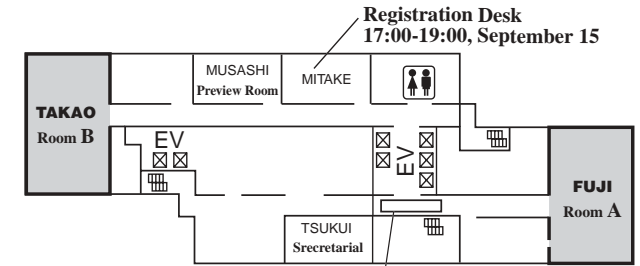 Registration Desk
17:00-19:00, September 15
MUSASHI
Preview Room
MITAKE
TAKAO
Room B
EV
EV
FUJI
Room A
TSUKUI
Srecretarial